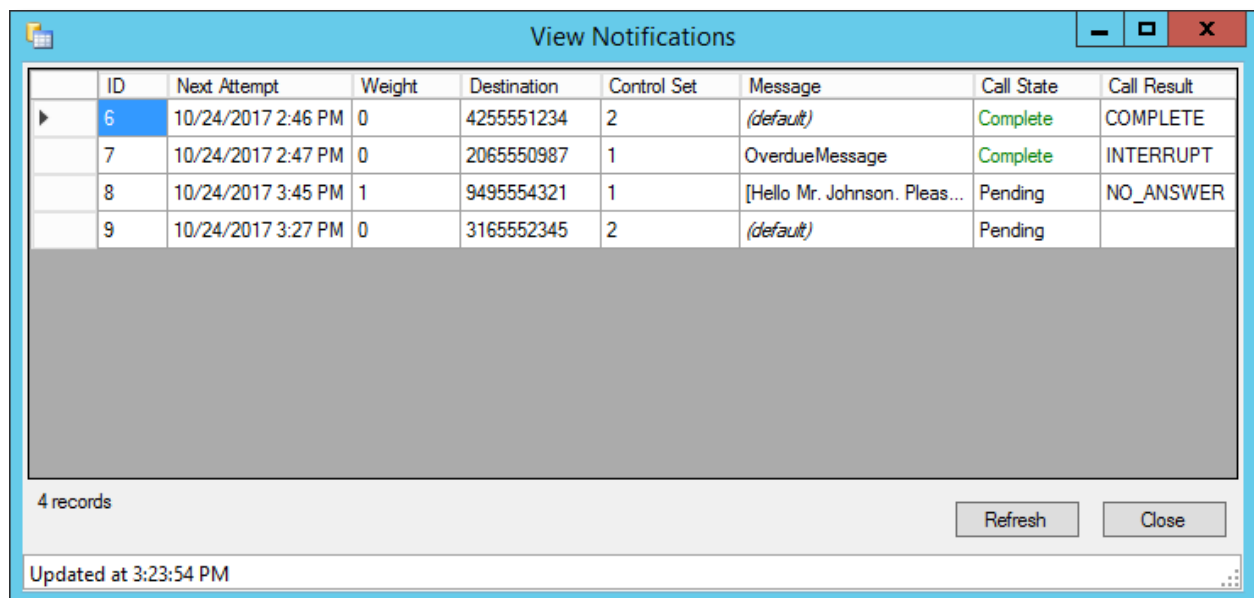 View Notifications
ID Next Attempt Weight Destination Control Set Message Call State Call Result
6 10/24/2017 2:46 PM 0 4255551234 2 (default) Complete COMPLETE
7 10/24/2017 2:47 PM 0 2065550987 1 OverdueMessage Complete INTERRUPT
8 10/24/2017 3:45 PM 1 9495554321 1 [Hello Mr. Johnson. Pleas... Pending NO_ANSWER
9 10/24/2017 3:27 PM 0 3165552345 2 (default) Pending
4 records
Refresh Close
Updated at 3:23:54 PM